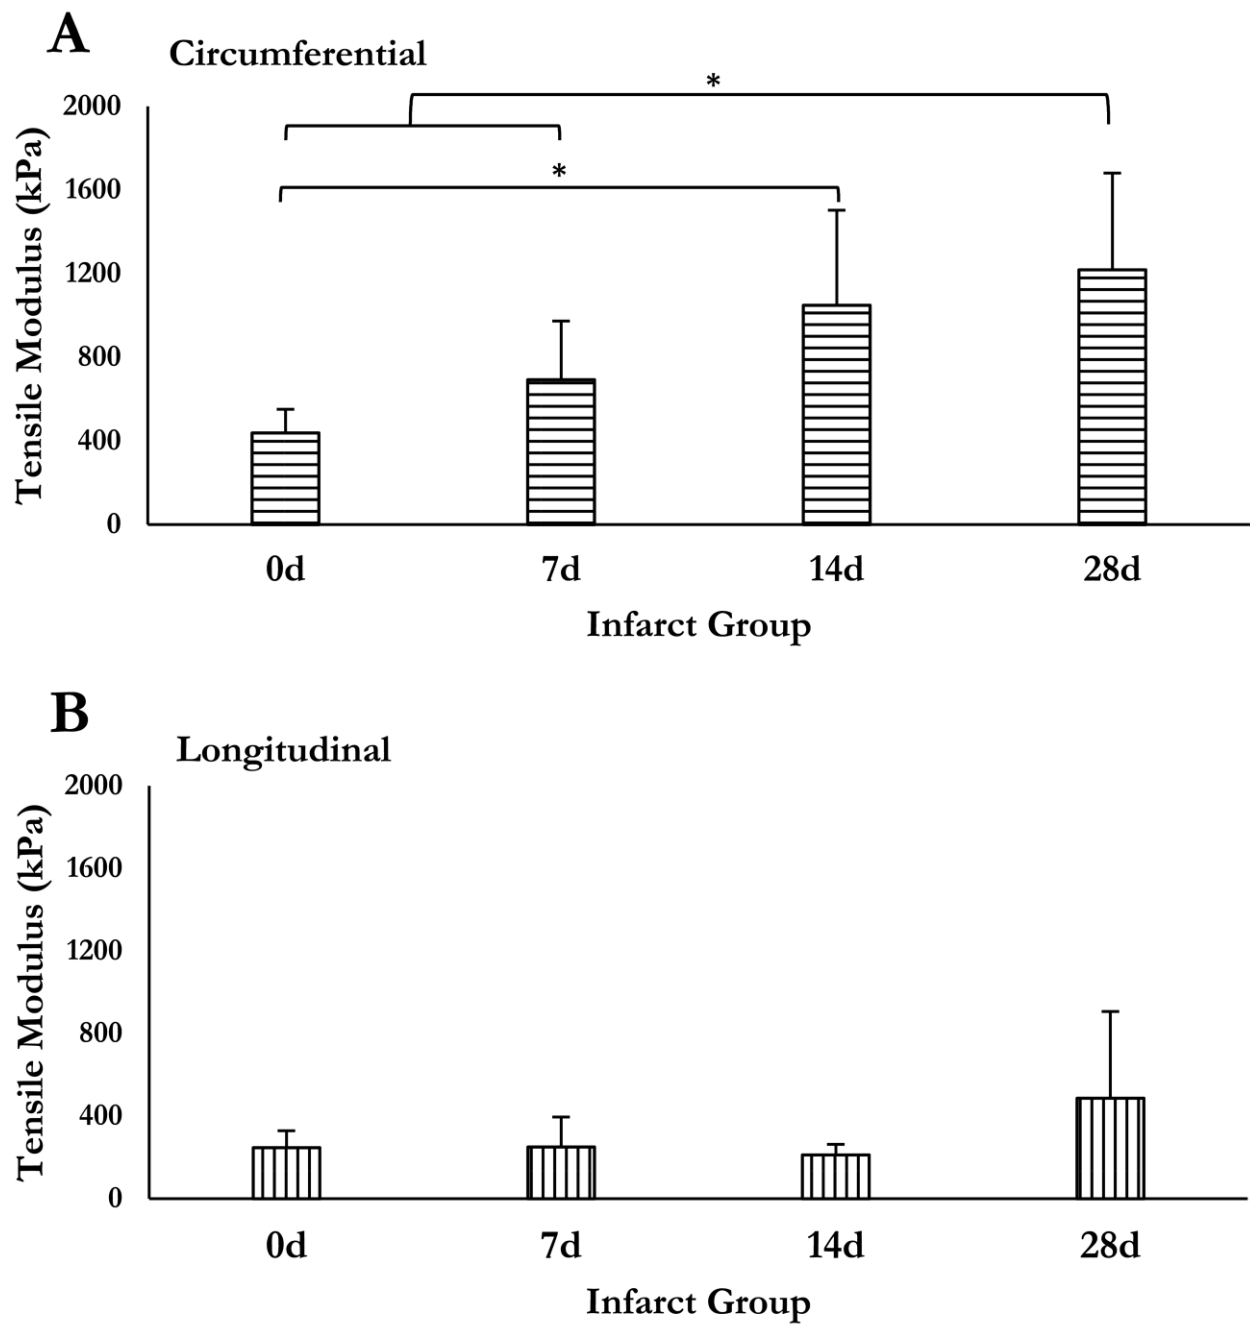 A
Circumferential
*
2000
1600
1200
800
400
0
Tensile Modulus (kPa)
*
0d 7d 14d 28d
Infarct Group
B
Longitudinal
2000
1600
1200
800
400
0
Tensile Modulus (kPa)
0d 7d 14d 28d
Infarct Group